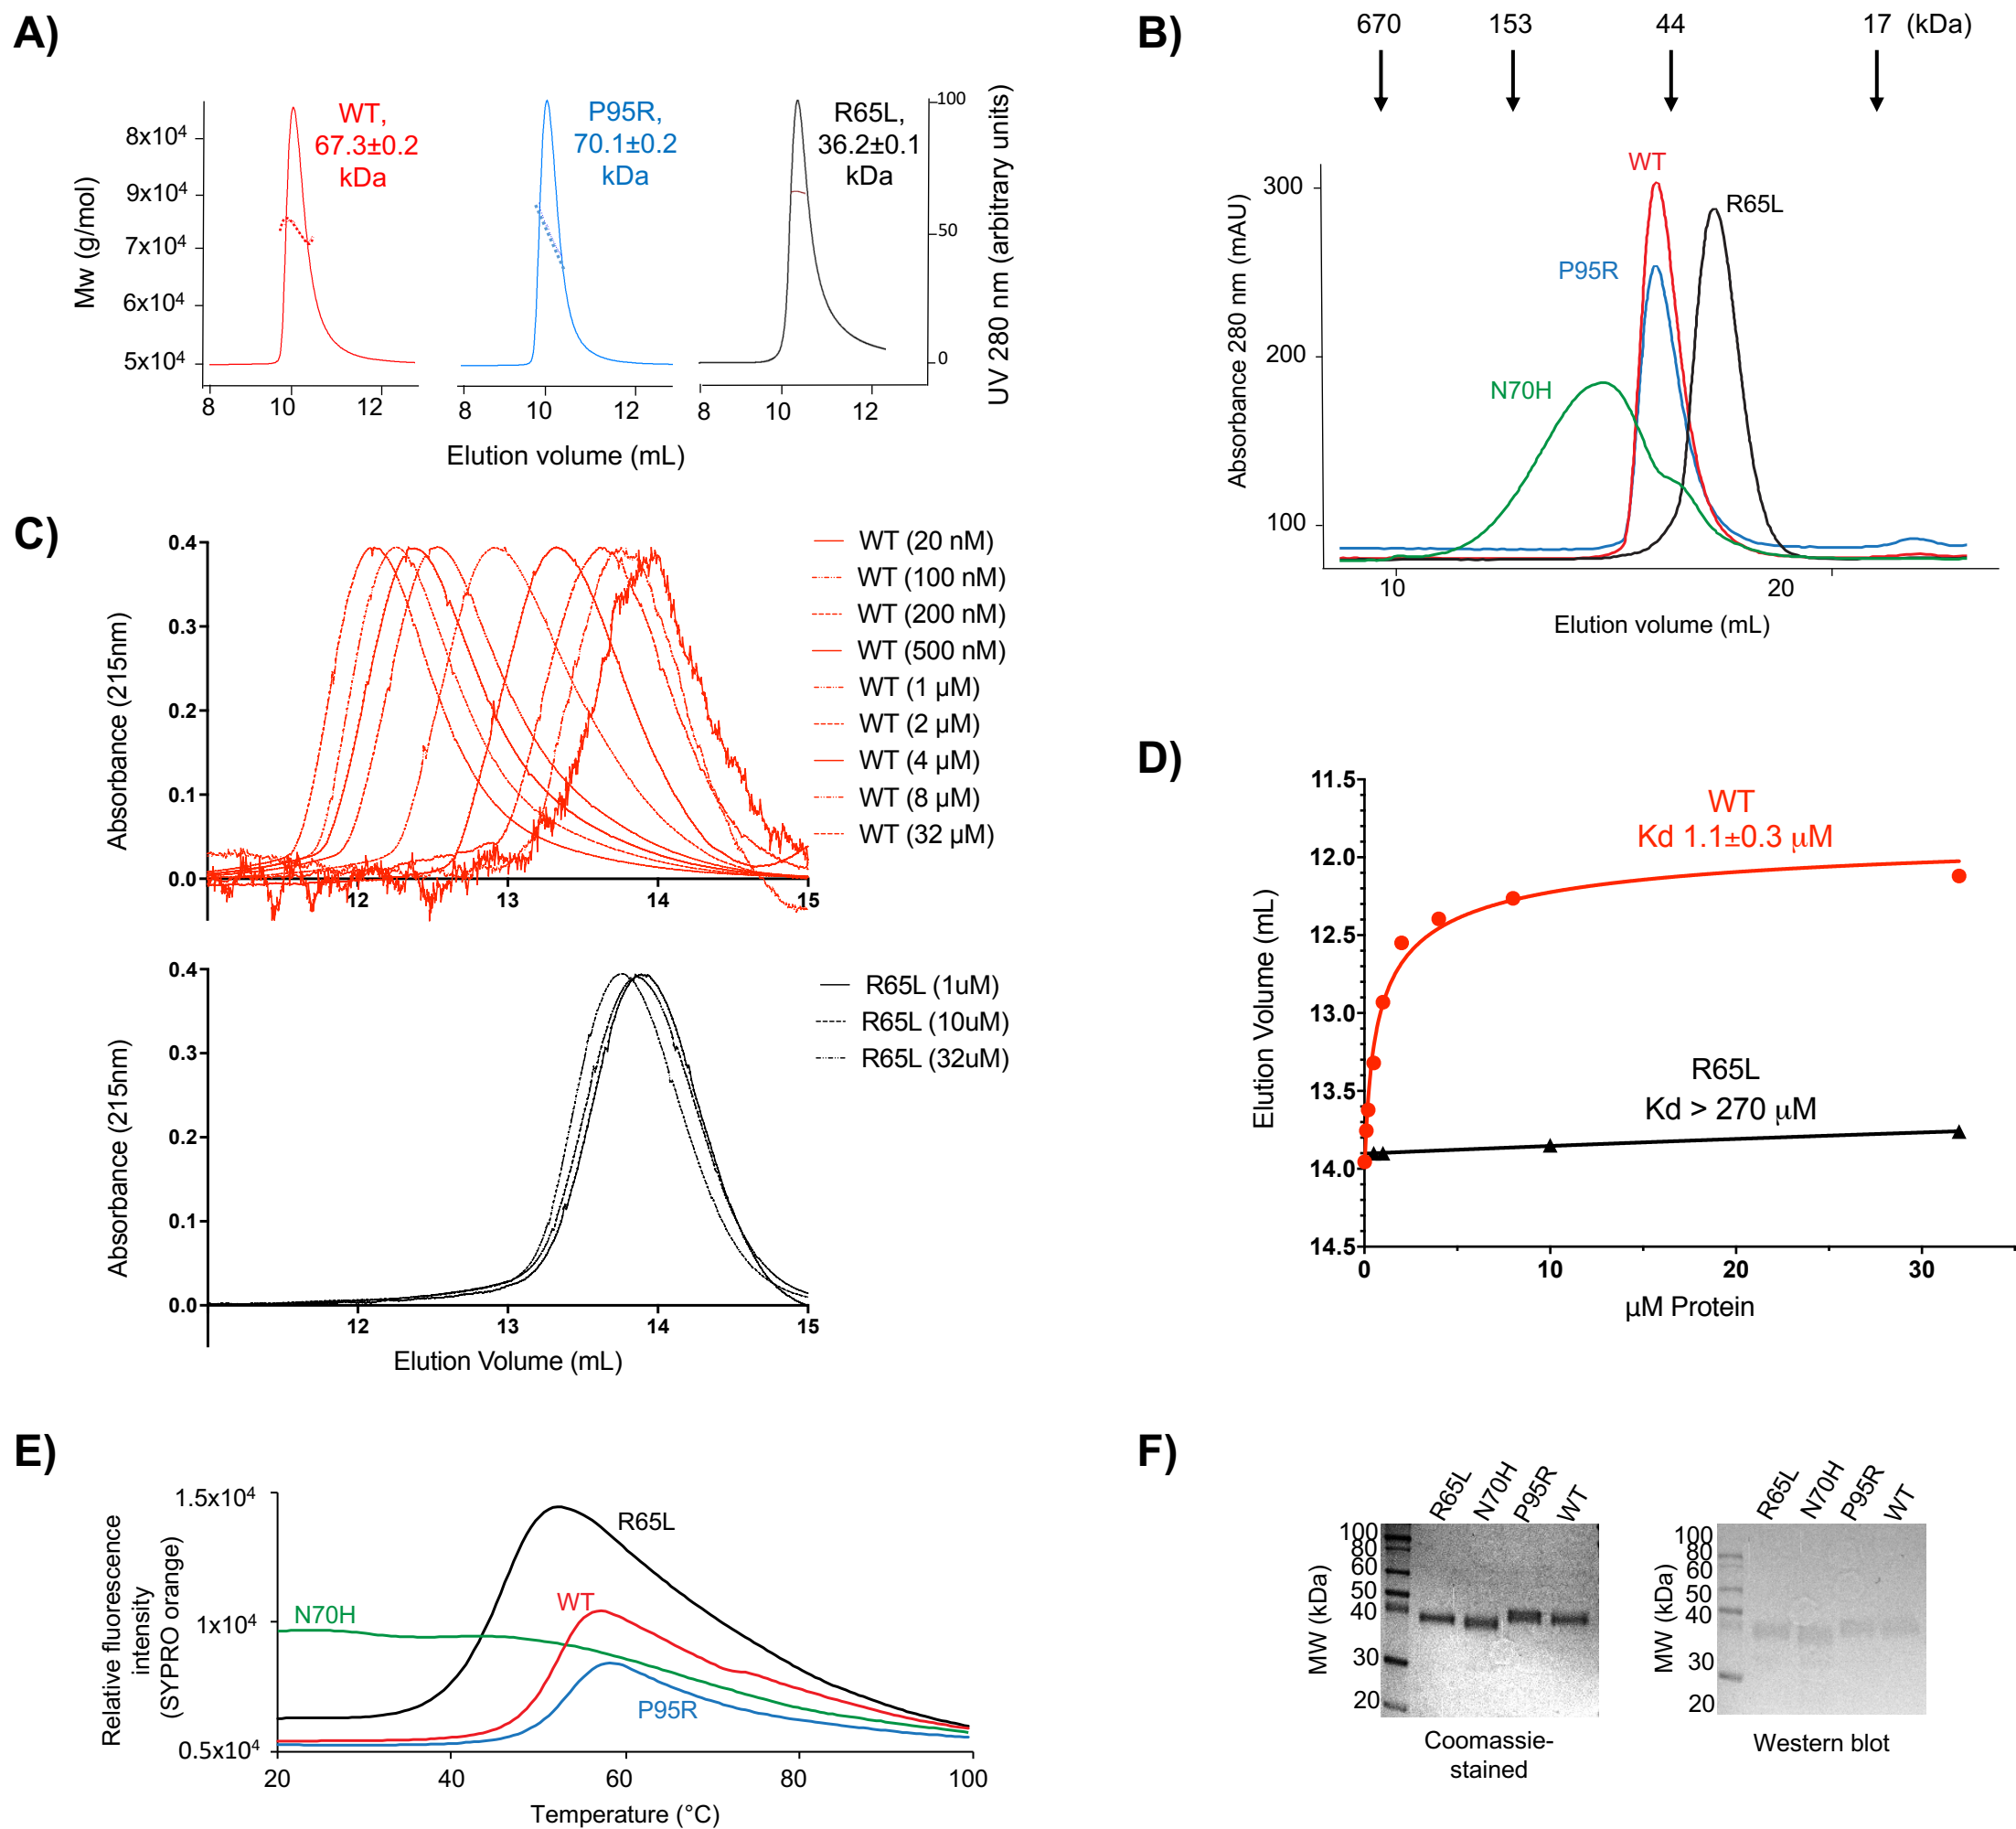 A)
WT,
67.3±0.2
kDa
P95R,
70.1±0.2
kDa
R65L,
36.2±0.1
kDa
Mw (g/mol)
8x10⁴
9x10⁴
7x10⁴
6x10⁴
5x10⁴
100
50
0
UV 280 nm (arbitrary units)
8 10 12
8 10 12
8 10 12
Elution volume (mL)
B)
670 153 44 17 (kDa)
WT
R65L
P95R
N70H
Absorbance 280 nm (mAU)
300
200
100
10 20
Elution volume (mL)
C)
Absorbance (215nm)
0.4
0.3
0.2
0.1
0.0
12 13 14 15
WT (20 nM)
WT (100 nM)
WT (200 nM)
WT (500 nM)
WT (1 µM)
WT (2 µM)
WT (4 µM)
WT (8 µM)
WT (32 µM)
Absorbance (215nm)
0.4
0.3
0.2
0.1
0.0
12 13 14 15
Elution Volume (mL)
R65L (1uM)
R65L (10uM)
R65L (32uM)
D)
Elution Volume (mL)
11.5
12.0
12.5
13.0
13.5
14.0
14.5
WT
Kd 1.1±0.3 µM
R65L
Kd > 270 µM
0 10 20 30
µM Protein
E)
Relative fluorescence
intensity
(SYPRO orange)
1.5x10⁴
1x10⁴
0.5x10⁴
R65L
WT
N70H
P95R
20 40 60 80 100
Temperature (°C)
F)
R65L N70H P95R WT
MW (kDa)
100
80
60
50
40
30
20
Coomassie-
stained
R65L N70H P95R WT
MW (kDa)
100
80
60
50
40
30
20
Western blot